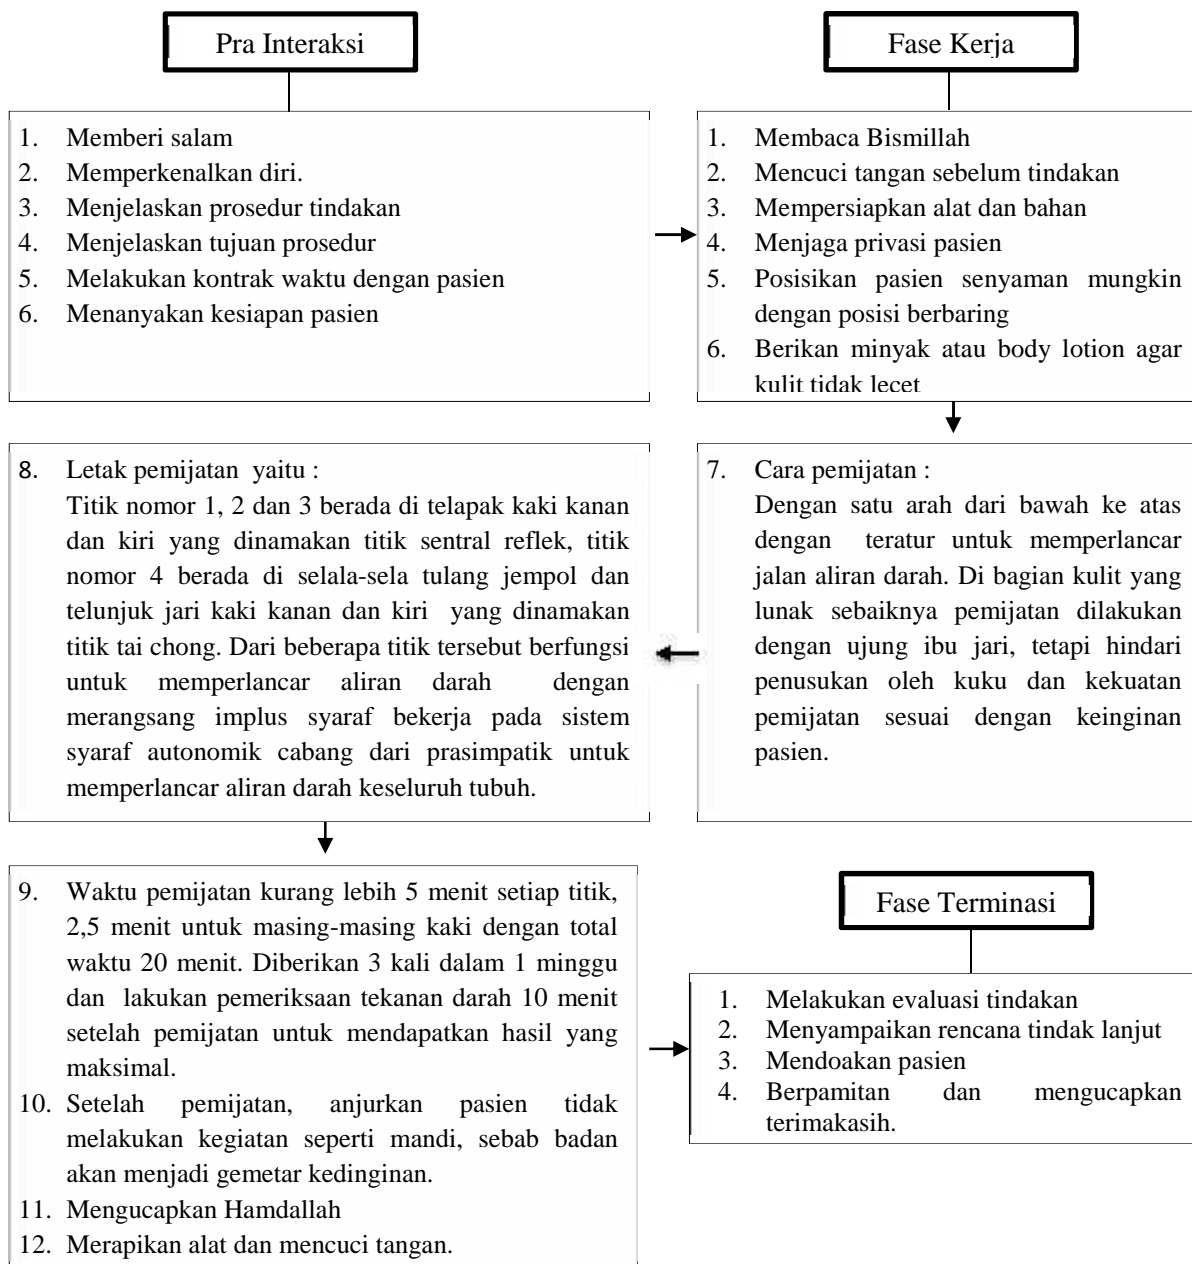 Pra Interaksi
1. Memberi salam
2. Memperkenalkan diri.
3. Menjelaskan prosedur tindakan
4. Menjelaskan tujuan prosedur
5. Melakukan kontrak waktu dengan pasien
6. Menanyakan kesiapan pasien
Fase Kerja
1. Membaca Bismillah
2. Mencuci tangan sebelum tindakan
3. Mempersiapkan alat dan bahan
4. Menjaga privasi pasien
5. Posisikan pasien senyaman mungkin
dengan posisi berbaring
6. Berikan minyak atau body lotion agar
kulit tidak lecet
7. Cara pemijatan :
Dengan satu arah dari bawah ke atas
dengan teratur untuk memperlancar
jalan aliran darah. Di bagian kulit yang
lunak sebaiknya pemijatan dilakukan
dengan ujung ibu jari, tetapi hindari
penusukan oleh kuku dan kekuatan
pemijatan sesuai dengan keinginan
pasien.
8. Letak pemijatan yaitu :
Titik nomor 1, 2 dan 3 berada di telapak kaki kanan
dan kiri yang dinamakan titik sentral reflek, titik
nomor 4 berada di selala-sela tulang jempol dan
telunjuk jari kaki kanan dan kiri yang dinamakan
titik tai chong. Dari beberapa titik tersebut berfungsi
untuk memperlancar aliran darah dengan
merangsang implus syaraf bekerja pada sistem
syaraf autonomik cabang dari prasimpatik untuk
memperlancar aliran darah keseluruh tubuh.
9. Waktu pemijatan kurang lebih 5 menit setiap titik,
2,5 menit untuk masing-masing kaki dengan total
waktu 20 menit. Diberikan 3 kali dalam 1 minggu
dan lakukan pemeriksaan tekanan darah 10 menit
setelah pemijatan untuk mendapatkan hasil yang
maksimal.
10. Setelah pemijatan, anjurkan pasien tidak
melakukan kegiatan seperti mandi, sebab badan
akan menjadi gemetar kedinginan.
11. Mengucapkan Hamdallah
12. Merapikan alat dan mencuci tangan.
Fase Terminasi
1. Melakukan evaluasi tindakan
2. Menyampaikan rencana tindak lanjut
3. Mendoakan pasien
4. Berpamitan dan mengucapkan
terimakasih.